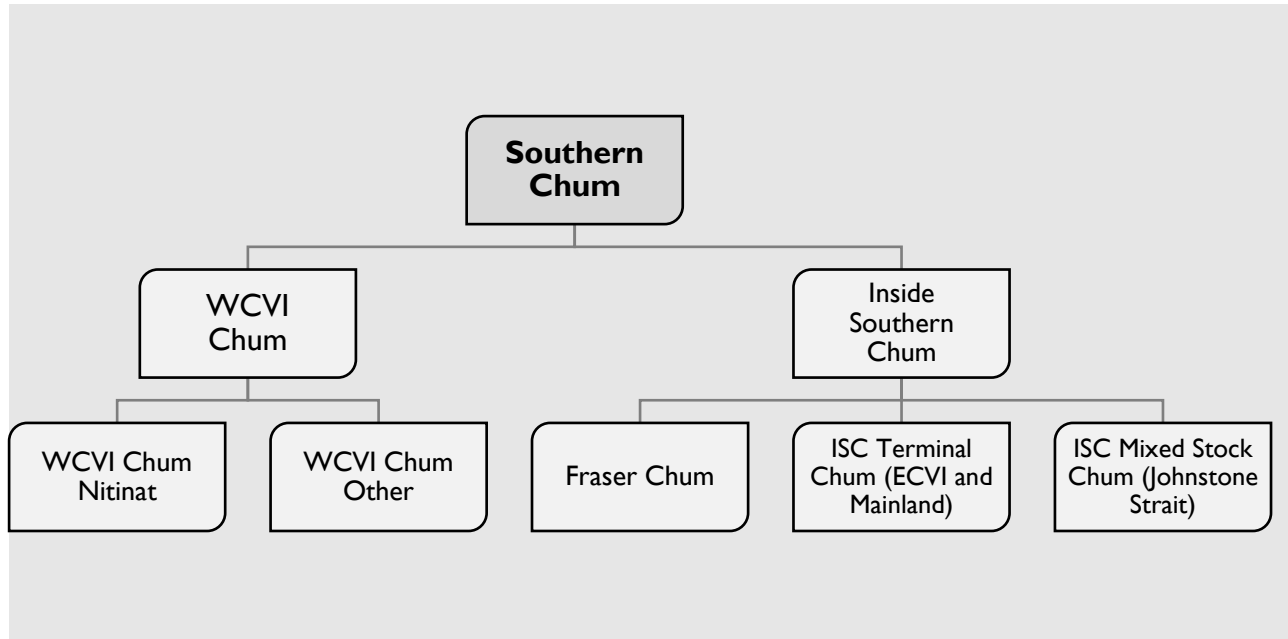 Southern
Chum
WCVI
Chum
Inside
Southern
Chum
WCVI Chum
Nitinat
WCVI Chum
Other
Fraser Chum
ISC Terminal
Chum (ECVI and
Mainland)
ISC Mixed Stock
Chum (Johnstone
Strait)